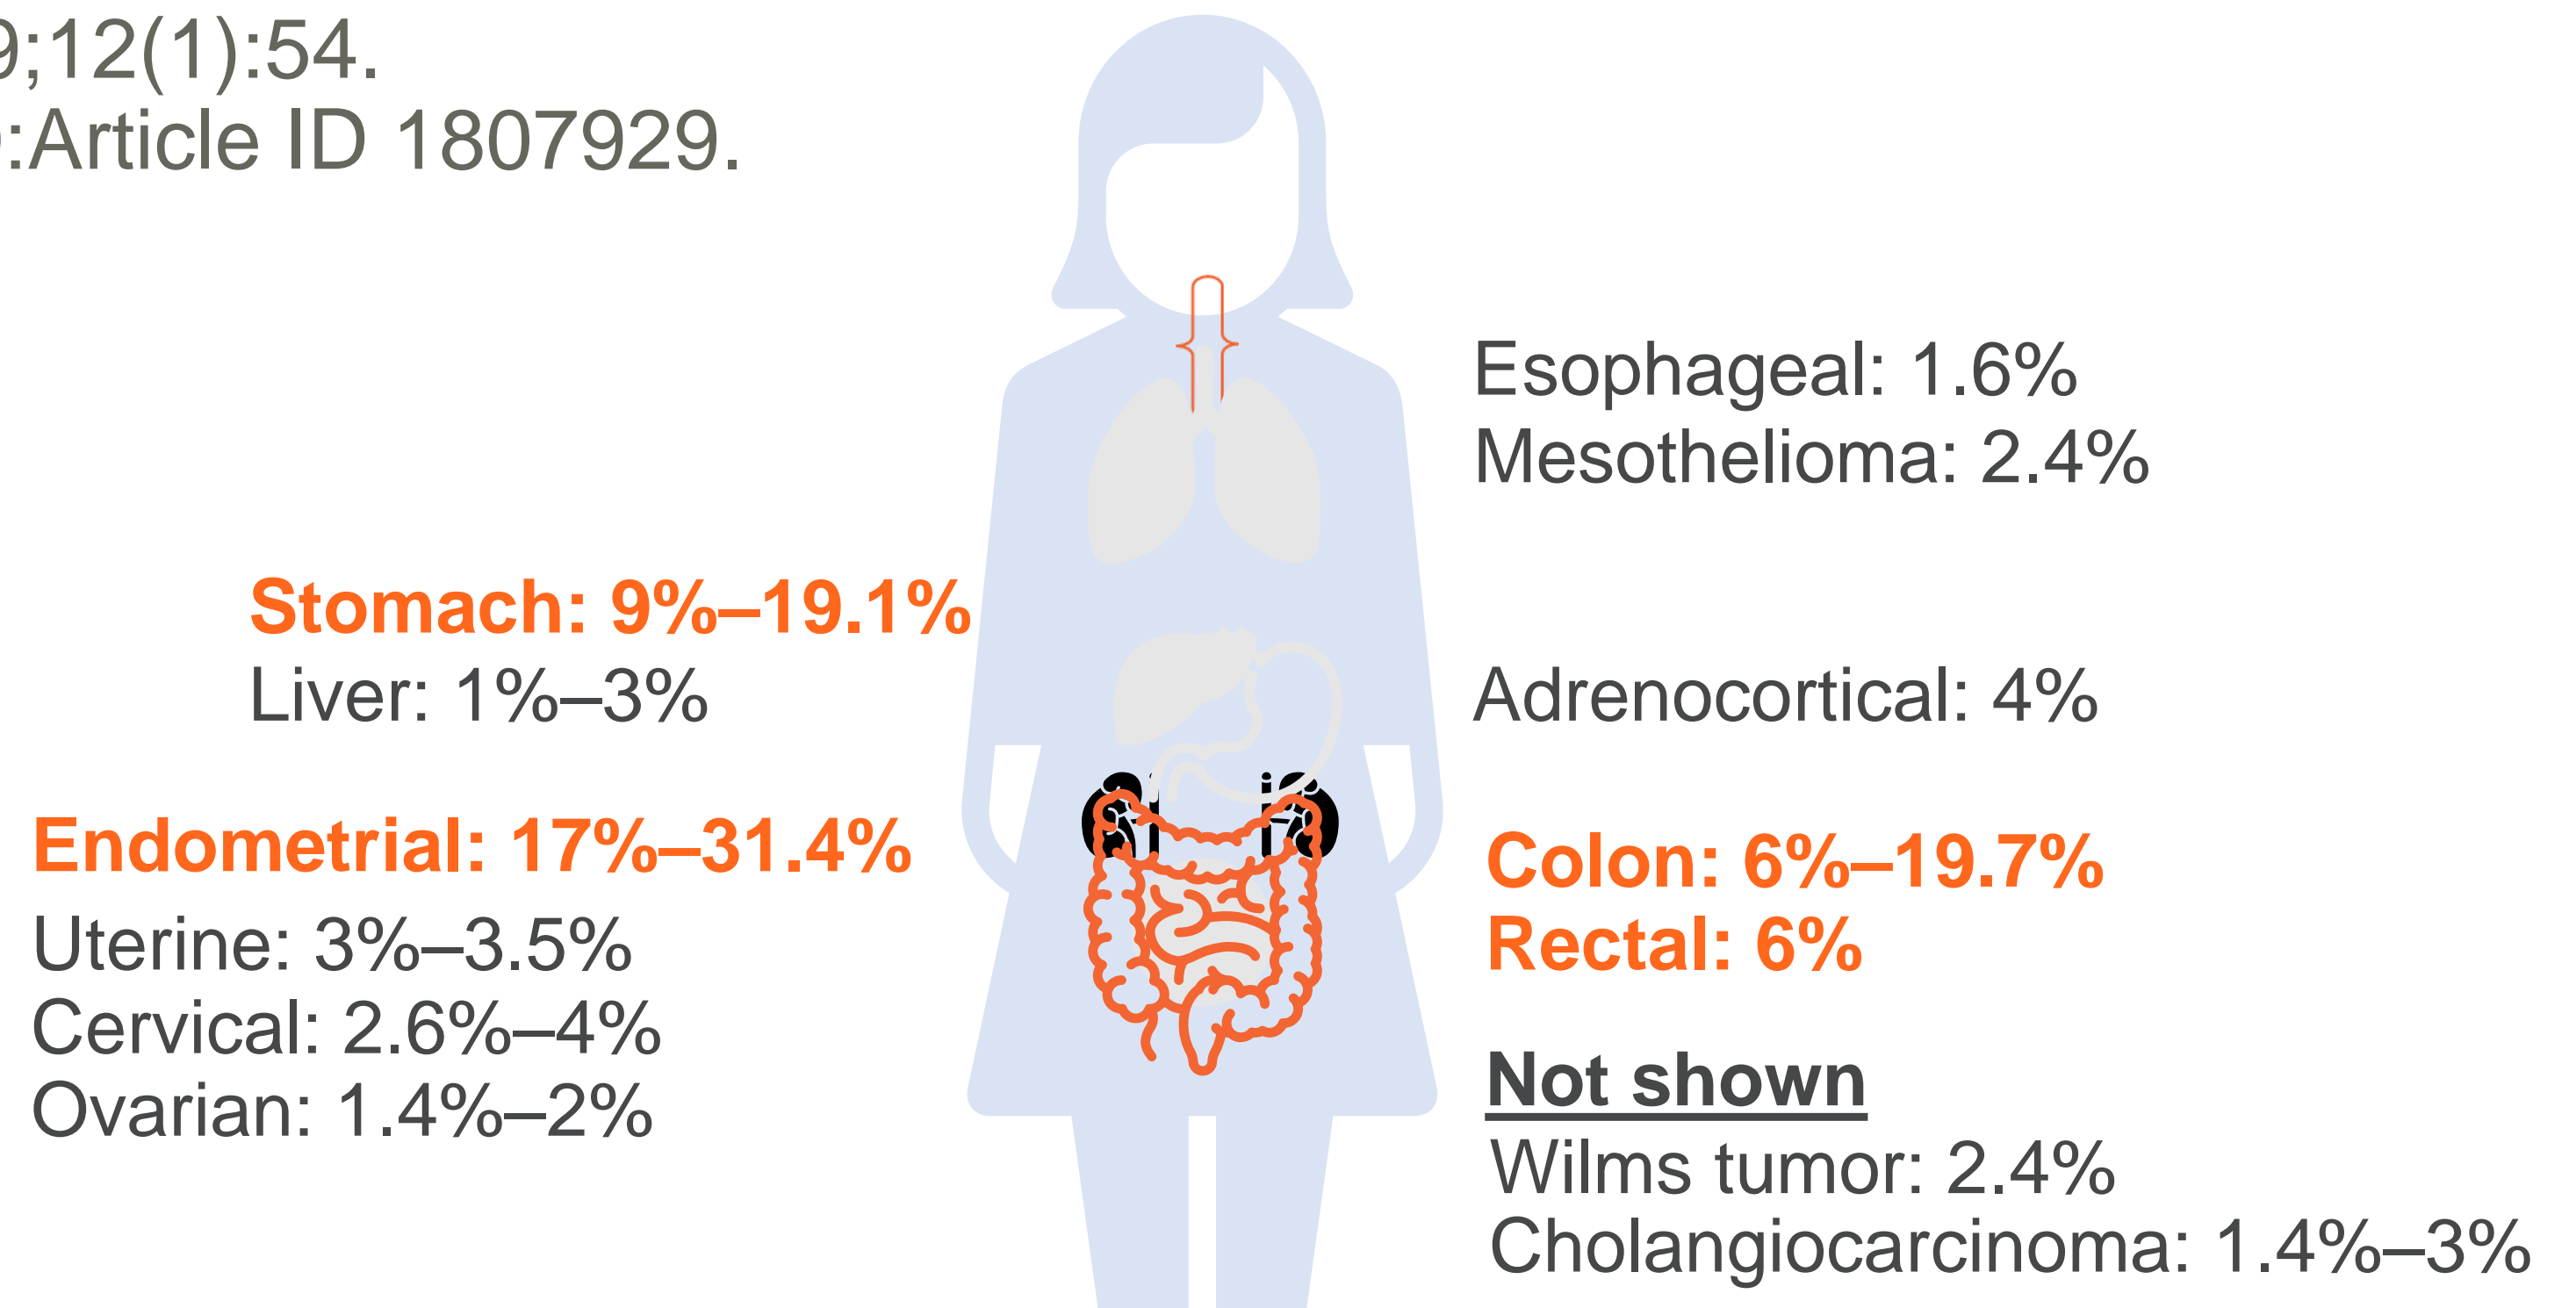 9;12(1):54.
:Article ID 1807929.
Esophageal: 1.6%
Mesothelioma: 2.4%
Stomach: 9%–19.1%
Liver: 1%–3%
Adrenocortical: 4%
Endometrial: 17%–31.4%
Uterine: 3%–3.5%
Cervical: 2.6%–4%
Ovarian: 1.4%–2%
Colon: 6%–19.7%
Rectal: 6%
Not shown
Wilms tumor: 2.4%
Cholangiocarcinoma: 1.4%–3%